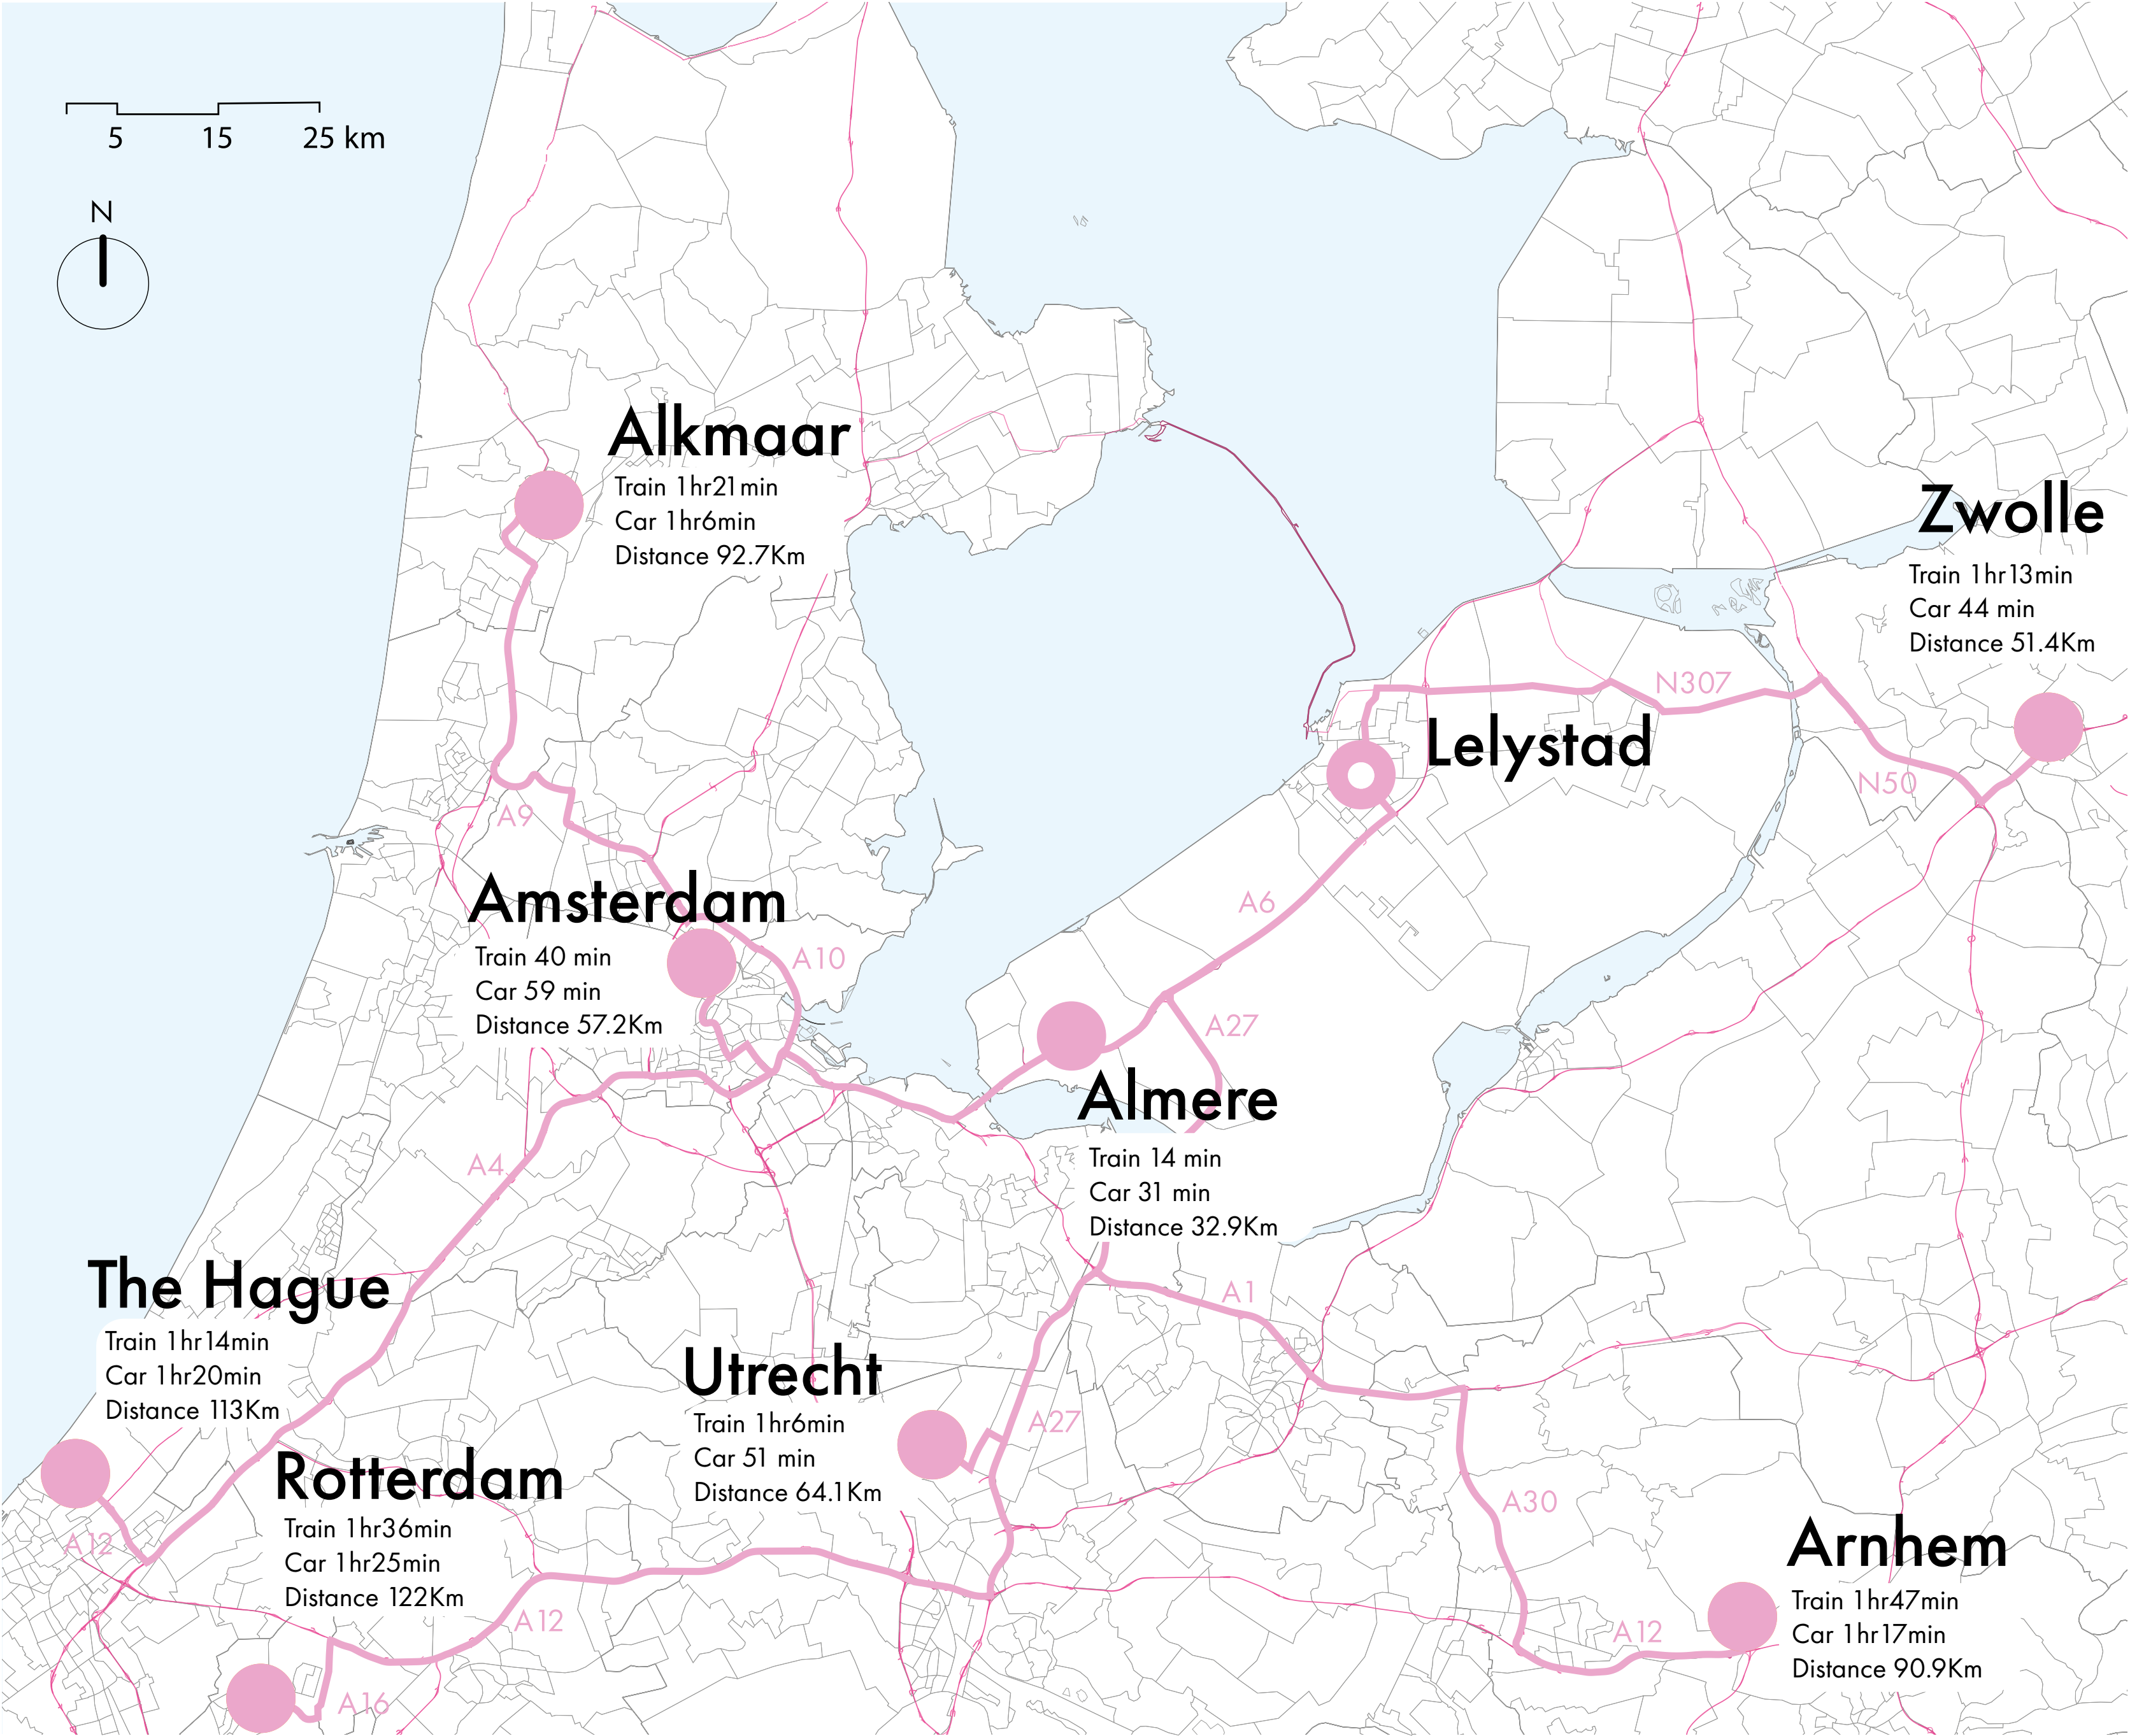 5 15 25 km
N
Alkmaar
Train 1hr21min
Car 1hr6min
Distance 92.7Km
Zwolle
Train 1hr13min
Car 44 min
Distance 51.4Km
N307
Lelystad
N50
A9
A6
Amsterdam
Train 40 min
Car 59 min
Distance 57.2Km
A10
A27
Almere
Train 14 min
Car 31 min
Distance 32.9Km
A4
A1
The Hague
Train 1hr14min
Car 1hr20min
Distance 113Km
A12
Utrecht
Train 1hr6min
Car 51 min
Distance 64.1Km
A27
Rotterdam
Train 1hr36min
Car 1hr25min
Distance 122Km
A12
A16
A30
Arnhem
Train 1hr47min
Car 1hr17min
Distance 90.9Km
A12